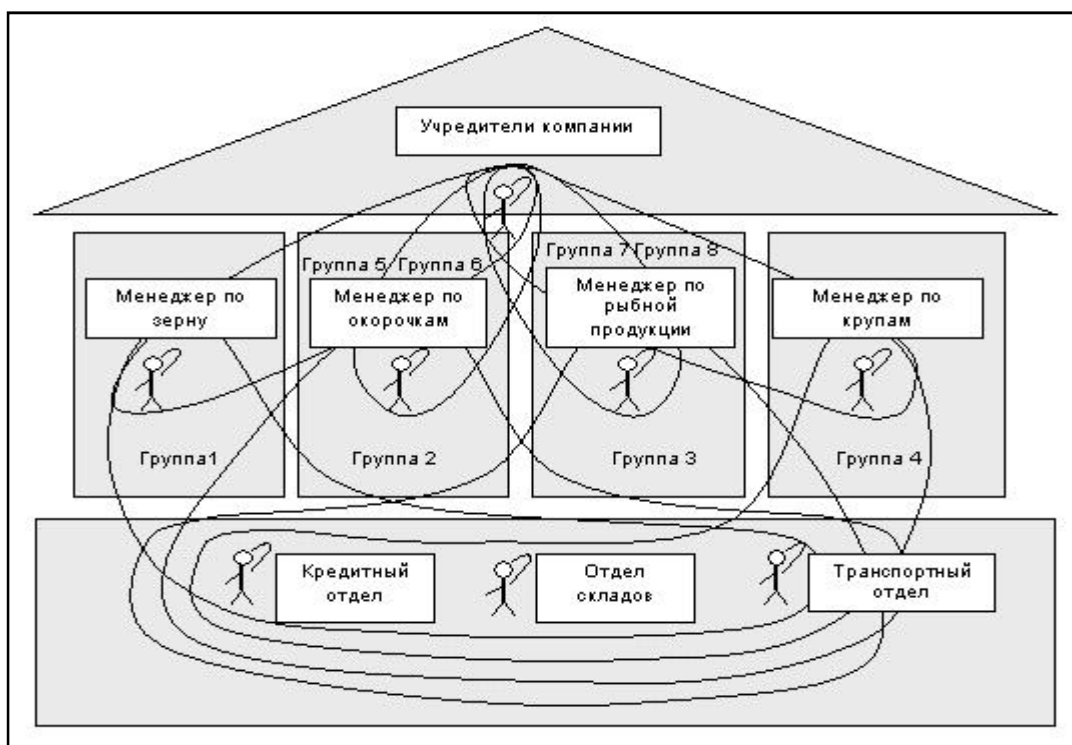 Учредители компании
Группа 5 Группа 6
Группа 7 Группа 8
Менеджер по
зерну
Менеджер по
окорочкам
Менеджер по
рыбной
продукции
Менеджер по
крупам
Группа1
Группа 2
Группа 3
Группа 4
Кредитный
отдел
Отдел
складов
Транспортный
отдел